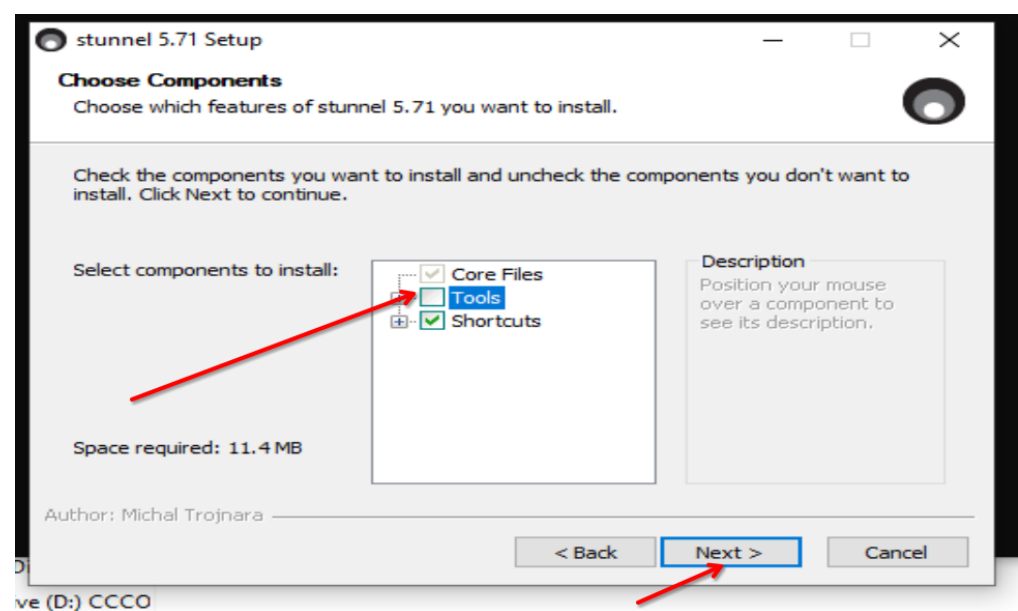 stunnel 5.71 Setup
Choose Components
Choose which features of stunnel 5.71 you want to install.
Check the components you want to install and uncheck the components you don't want to
install. Click Next to continue.
Select components to install:
Core Files
Tools
Shortcuts
Description
Position your mouse
over a component to
see its description.
Space required: 11.4 MB
Author: Michal Trojnara
< Back
Next >
Cancel
(D:) CCCO